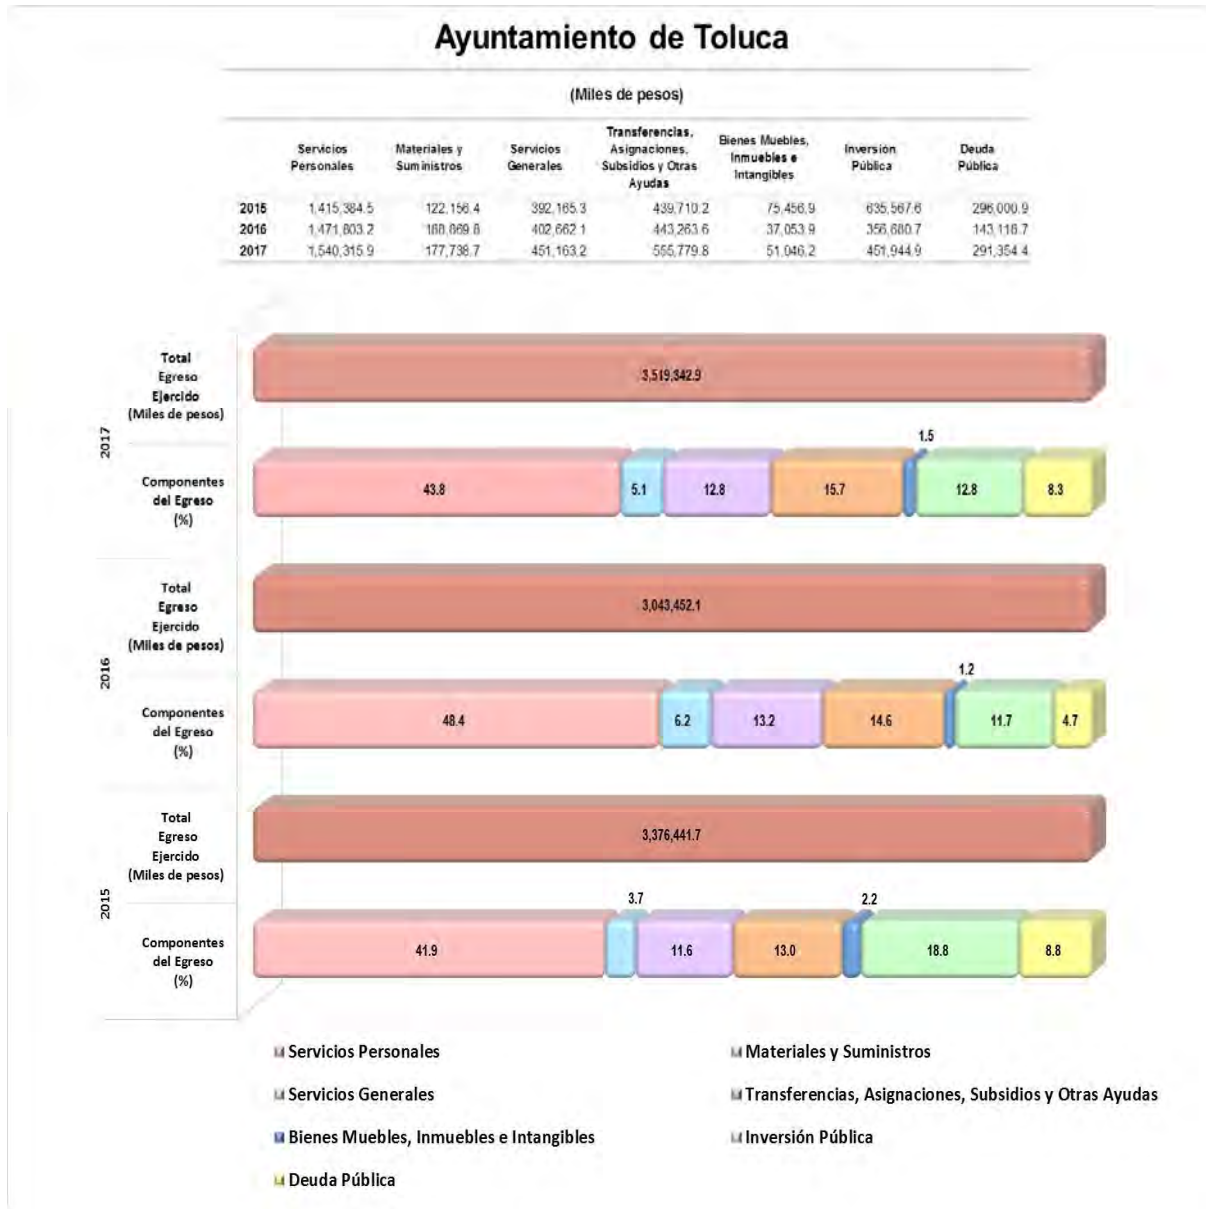 Ayuntamiento de Toluca
(Miles de pesos)
Servicios Personales
Materiales y Suministros
Servicios Generales
Transferencias, Asignaciones, Subsidios y Otras Ayudas
Bienes Muebles, Inmuebles e Intangibles
Inversión Pública
Deuda Pública
2015 1,415,384.5 122,156.4 392,165.3 439,710.2 75,456.9 635,567.6 296,000.9
2016 1,471,803.2 188,869.8 402,662.1 443,263.6 37,053.9 356,680.7 143,118.7
2017 1,540,315.9 177,738.7 451,163.2 555,779.8 51,046.2 451,944.9 291,354.4
2017
Total
Egreso
Ejercido
(Miles de pesos)
3,519,342.9
1.5
Componentes
del Egreso
(%)
43.8 5.1 12.8 15.7 12.8 8.3
2016
Total
Egreso
Ejercido
(Miles de pesos)
3,043,452.1
1.2
Componentes
del Egreso
(%)
48.4 6.2 13.2 14.6 11.7 4.7
2015
Total
Egreso
Ejercido
(Miles de pesos)
3,376,441.7
3.7 2.2
Componentes
del Egreso
(%)
41.9 11.6 13.0 18.8 8.8
Servicios Personales
Materiales y Suministros
Servicios Generales
Transferencias, Asignaciones, Subsidios y Otras Ayudas
Bienes Muebles, Inmuebles e Intangibles
Inversión Pública
Deuda Pública